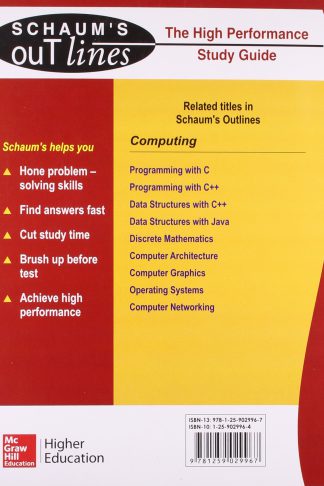 SCHAUM'S
ouTlines
The High Performance
Study Guide
Related titles in
Schaum's Outlines
Schaum's helps you
Hone problem –
solving skills
Find answers fast
Cut study time
Brush up before
test
Achieve high
performance
Computing
Programming with C
Programming with C++
Data Structures with C++
Data Structures with Java
Discrete Mathematics
Computer Architecture
Computer Graphics
Operating Systems
Computer Networking
ISBN-13: 978-1-25-902996-7
ISBN-10: 1-25-902996-4
9 781259 029967
Mc
Graw
Hill
Education
Higher
Education